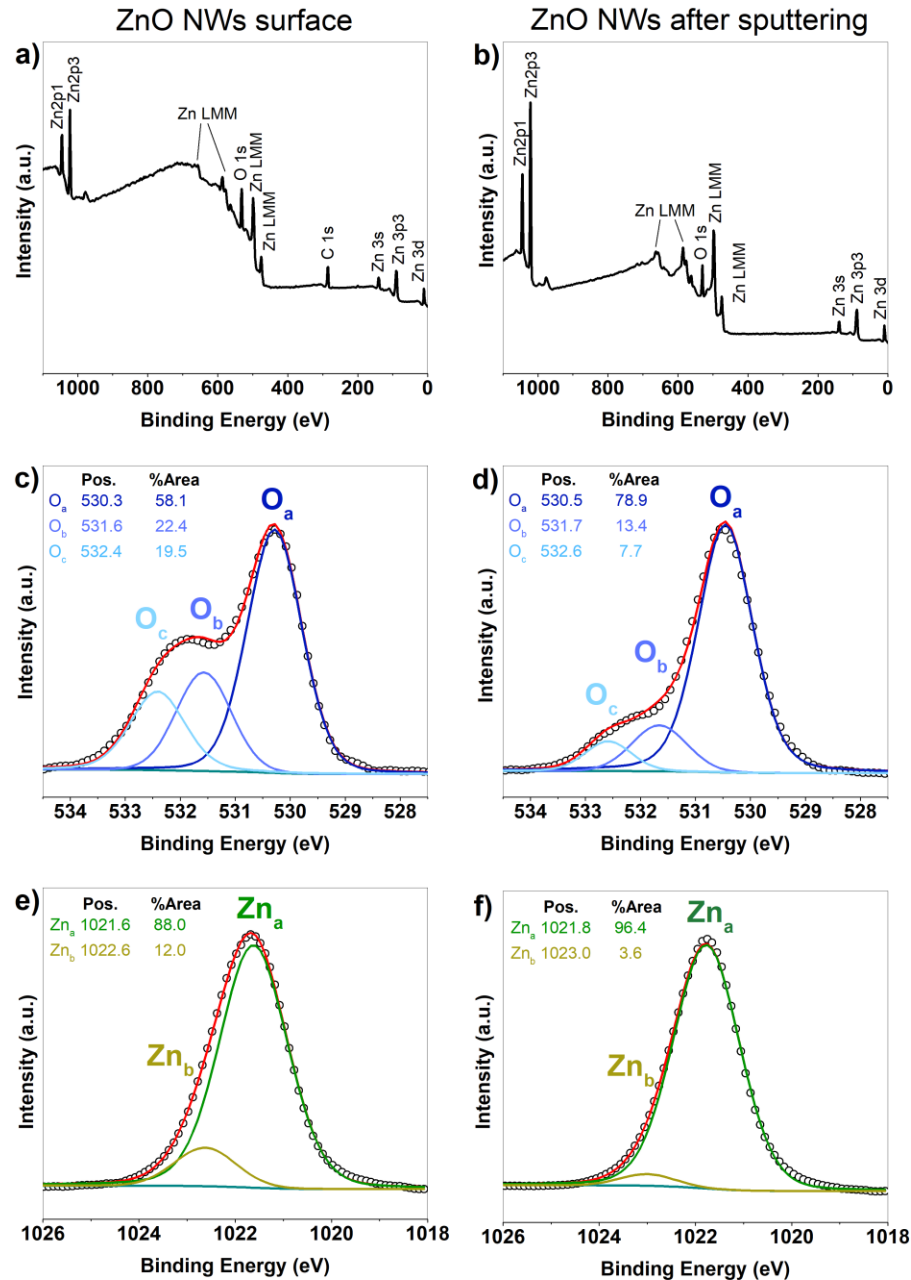 ZnO NWs surface
ZnO NWs after sputtering
a)
Zn2p1
Zn2p3
Zn LMM
O 1s
Zn LMM
Zn LMM
C 1s
Zn 3s
Zn 3p3
Zn 3d
Intensity (a.u.)
1000 800 600 400 200 0
Binding Energy (eV)
b)
Zn2p1
Zn2p3
Zn LMM
O 1s
Zn LMM
Zn LMM
Zn 3s
Zn 3p3
Zn 3d
Intensity (a.u.)
1000 800 600 400 200 0
Binding Energy (eV)
c)
Pos. %Area
Oa 530.3 58.1
Ob 531.6 22.4
Oc 532.4 19.5
Oa
Ob
Oc
Intensity (a.u.)
534 533 532 531 530 529 528
Binding Energy (eV)
d)
Pos. %Area
Oa 530.5 78.9
Ob 531.7 13.4
Oc 532.6 7.7
Oa
Ob
Oc
Intensity (a.u.)
534 533 532 531 530 529 528
Binding Energy (eV)
e)
Pos. %Area
Zna 1021.6 88.0
Znb 1022.6 12.0
Zna
Znb
Intensity (a.u.)
1026 1024 1022 1020 1018
Binding Energy (eV)
f)
Pos. %Area
Zna 1021.8 96.4
Znb 1023.0 3.6
Zna
Znb
Intensity (a.u.)
1026 1024 1022 1020 1018
Binding Energy (eV)